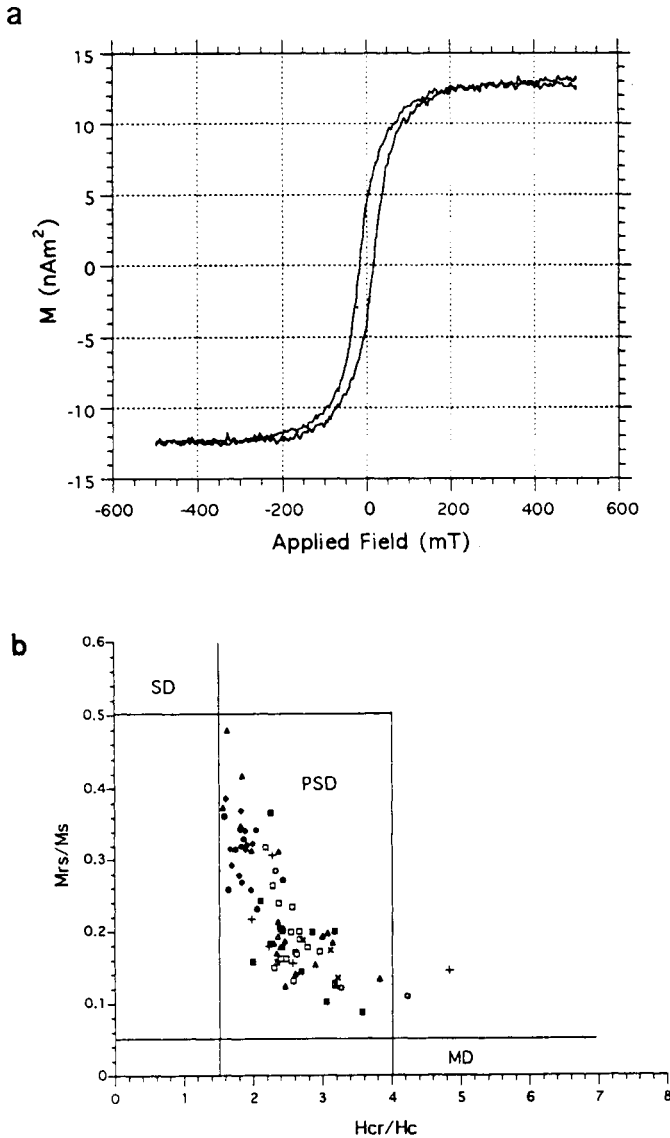 a
15
10
5
0
-5
-10
-15
M (nAm²)
-600 -400 -200 0 200 400 600
Applied Field (mT)
b
0.6
0.5
0.4
0.3
0.2
0.1
0
Mrs/Ms
SD
PSD
MD
0 1 2 3 4 5 6 7 8
Hcr/Hc